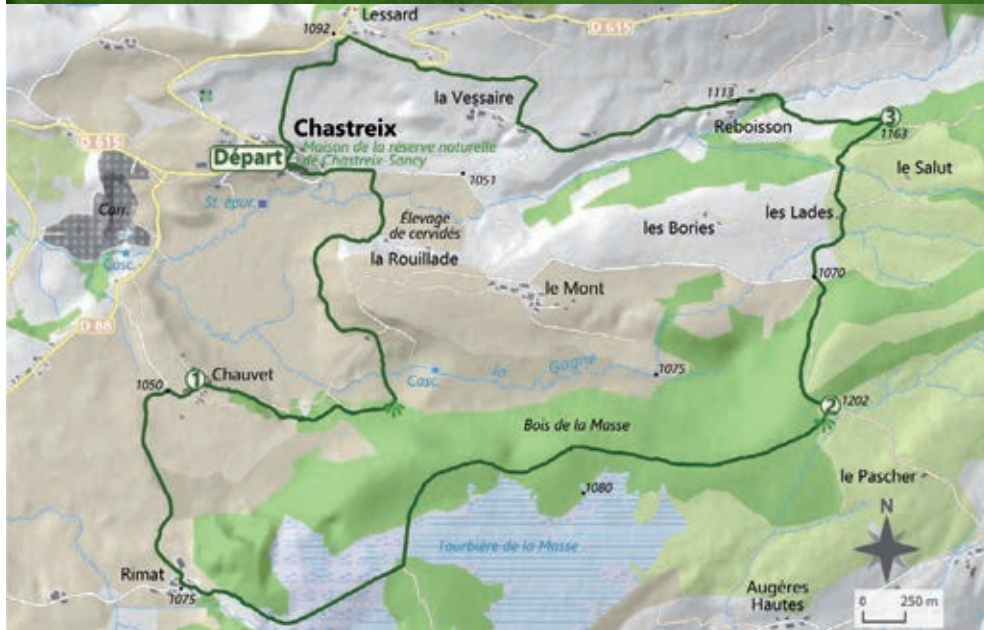 Lessard
1092
D 615
la Vessaire
1113
Reboisson
3
1163
Chastreix
Départ
Maison de la réserve naturelle
de Chastreix-Sancy
D 615
1051
le Salut
St. épur.
Carr.
Élevage
de cervidés
les Lades
les Bories
la Rouillade
Casc.
1070
le Mont
D 88
Casc.
la Gagne
1075
1050
1
Chauvet
2
1202
Bois de la Masse
le Pascher
1080
N
Tourbière de la Masse
Rimat
1075
Augères
Hautes
0 250 m